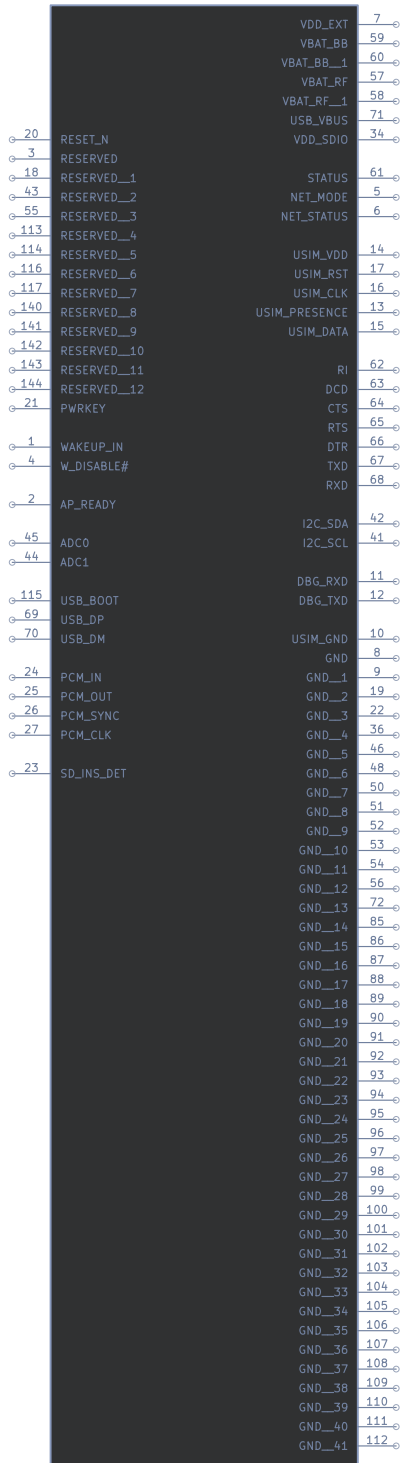 VDD_EXT 7
VBAT_BB 59
VBAT_BB__1 60
VBAT_RF 57
VBAT_RF__1 58
USB_VBUS 71
20 RESET_N VDD_SDIO 34
3 RESERVED
18 RESERVED__1 STATUS 61
43 RESERVED__2 NET_MODE 5
55 RESERVED__3 NET_STATUS 6
113 RESERVED__4
114 RESERVED__5 USIM_VDD 14
116 RESERVED__6 USIM_RST 17
117 RESERVED__7 USIM_CLK 16
140 RESERVED__8 USIM_PRESENCE 13
141 RESERVED__9 USIM_DATA 15
142 RESERVED__10
143 RESERVED__11 RI 62
144 RESERVED__12 DCD 63
21 PWRKEY CTS 64
RTS 65
1 WAKEUP_IN DTR 66
4 W_DISABLE# TXD 67
RXD 68
2 AP_READY
I2C_SDA 42
45 ADC0 I2C_SCL 41
44 ADC1
DBG_RXD 11
115 USB_BOOT DBG_TXD 12
69 USB_DP
70 USB_DM USIM_GND 10
GND 8
24 PCM_IN GND__1 9
25 PCM_OUT GND__2 19
26 PCM_SYNC GND__3 22
27 PCM_CLK GND__4 36
GND__5 46
23 SD_INS_DET GND__6 48
GND__7 50
GND__8 51
GND__9 52
GND__10 53
GND__11 54
GND__12 56
GND__13 72
GND__14 85
GND__15 86
GND__16 87
GND__17 88
GND__18 89
GND__19 90
GND__20 91
GND__21 92
GND__22 93
GND__23 94
GND__24 95
GND__25 96
GND__26 97
GND__27 98
GND__28 99
GND__29 100
GND__30 101
GND__31 102
GND__32 103
GND__33 104
GND__34 105
GND__35 106
GND__36 107
GND__37 108
GND__38 109
GND__39 110
GND__40 111
GND__41 112